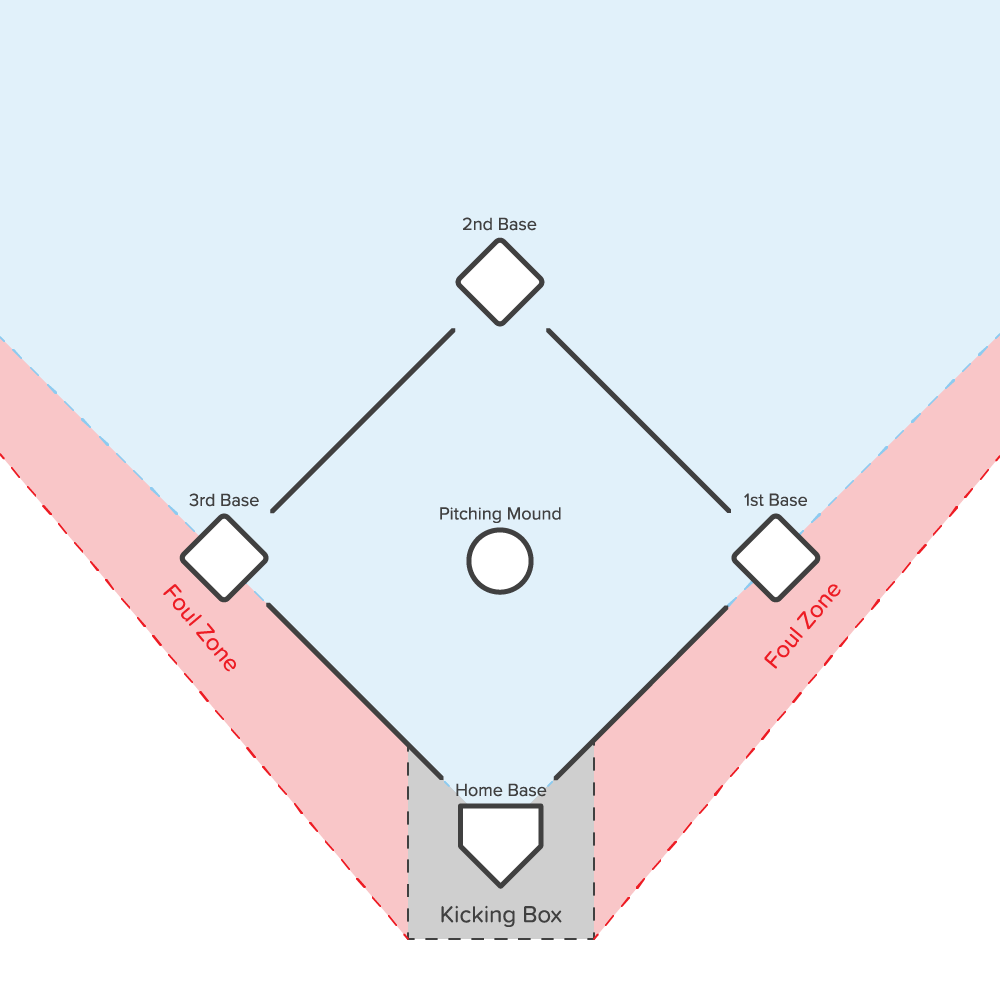 2nd Base
3rd Base
1st Base
Pitching Mound
Foul Zone
Foul Zone
Home Base
Kicking Box